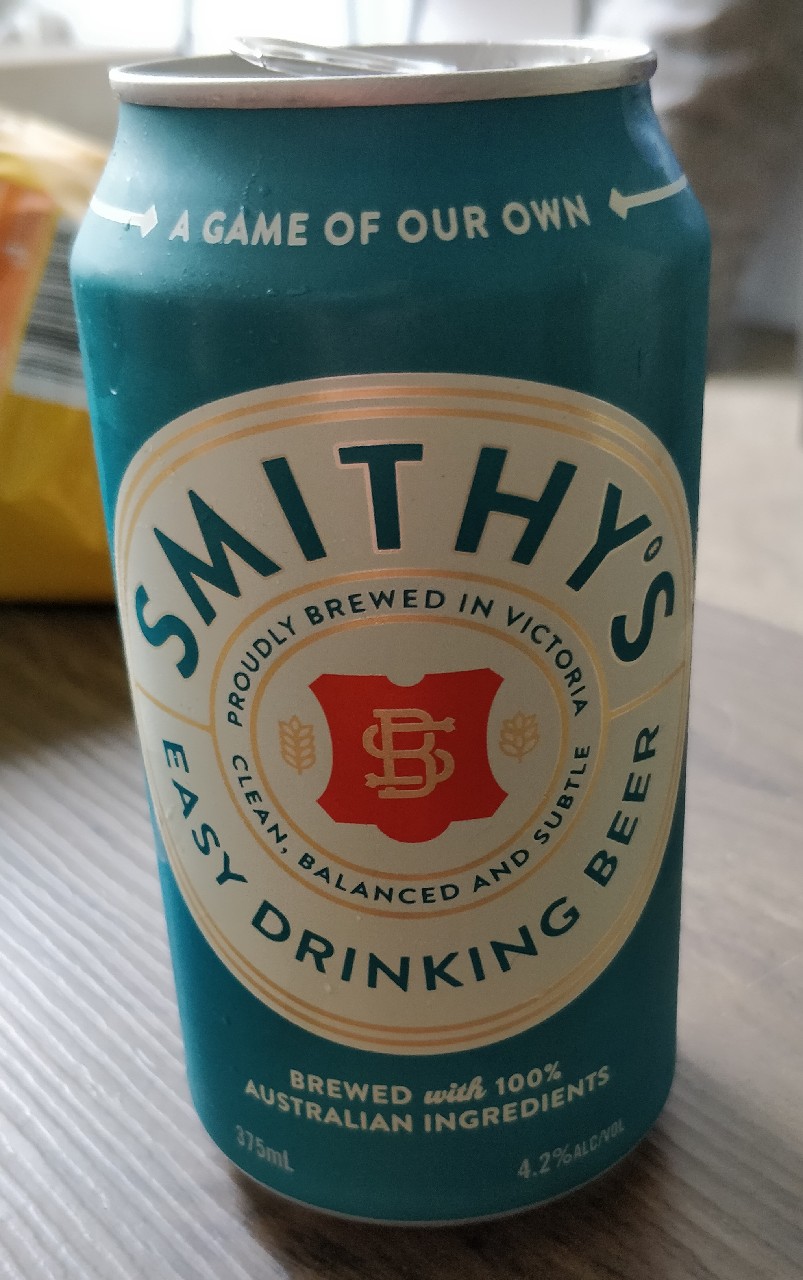 A GAME OF OUR OWN
SMITHY'S
PROUDLY BREWED IN VICTORIA
SB
CLEAN, BALANCED AND SUBTLE
EASY DRINKING BEER
BREWED with 100%
AUSTRALIAN INGREDIENTS
375mL
4.2%ALC/VOL